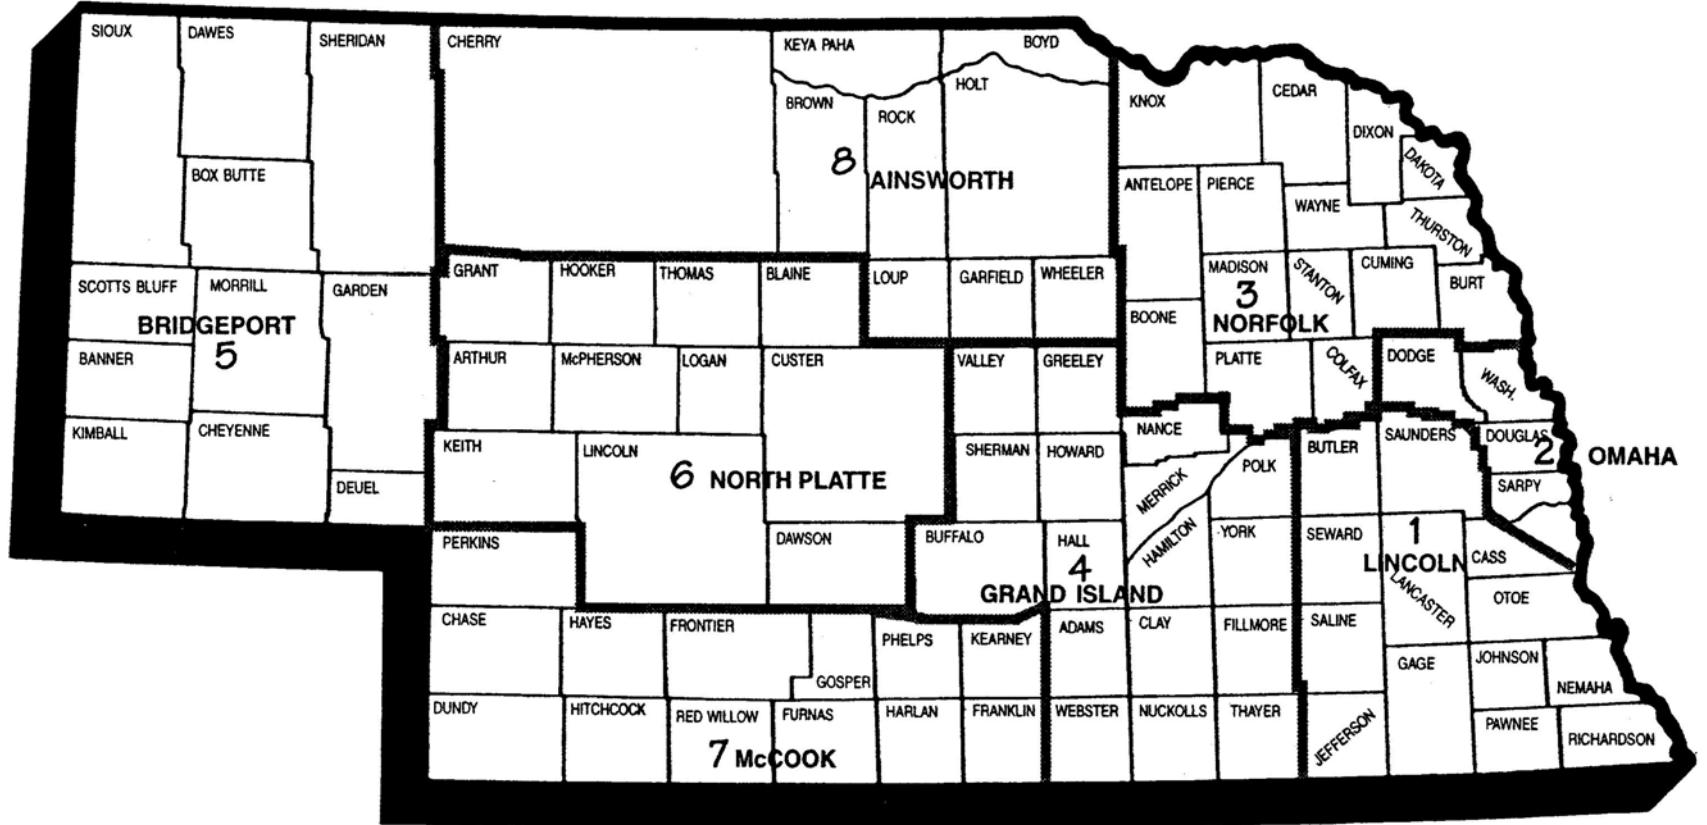 SIOUX
DAWES
SHERIDAN
CHERRY
KEYA PAHA
BOYD
KNOX
CEDAR
DIXON
DAKOTA
BOX BUTTE
BROWN
ROCK
HOLT
8 AINSWORTH
ANTELOPE
PIERCE
WAYNE
THURSTON
SCOTTS BLUFF
MORRILL
GARDEN
GRANT
HOOKER
THOMAS
BLAINE
LOUP
GARFIELD
WHEELER
MADISON
STANTON
CUMING
BURT
BRIDGEPORT
5
BOONE
3
NORFOLK
BANNER
ARTHUR
McPHERSON
LOGAN
CUSTER
VALLEY
GREELEY
PLATTE
COLFAX
DODGE
WASH.
KIMBALL
CHEYENNE
KEITH
LINCOLN
SHERMAN
HOWARD
NANCE
BUTLER
SAUNDERS
DOUGLAS
2 OMAHA
6 NORTH PLATTE
DEUEL
MERRICK
POLK
SARPY
PERKINS
DAWSON
BUFFALO
HALL
HAMILTON
YORK
SEWARD
1
LINCOLN
CASS
4
GRAND ISLAND
LANCASTER
OTOE
CHASE
HAYES
FRONTIER
GOSPER
PHELPS
KEARNEY
ADAMS
CLAY
FILLMORE
SALINE
GAGE
JOHNSON
NEMAHA
DUNDY
HITCHCOCK
RED WILLOW
FURNAS
HARLAN
FRANKLIN
WEBSTER
NUCKOLLS
THAYER
JEFFERSON
PAWNEE
RICHARDSON
7 McCOOK